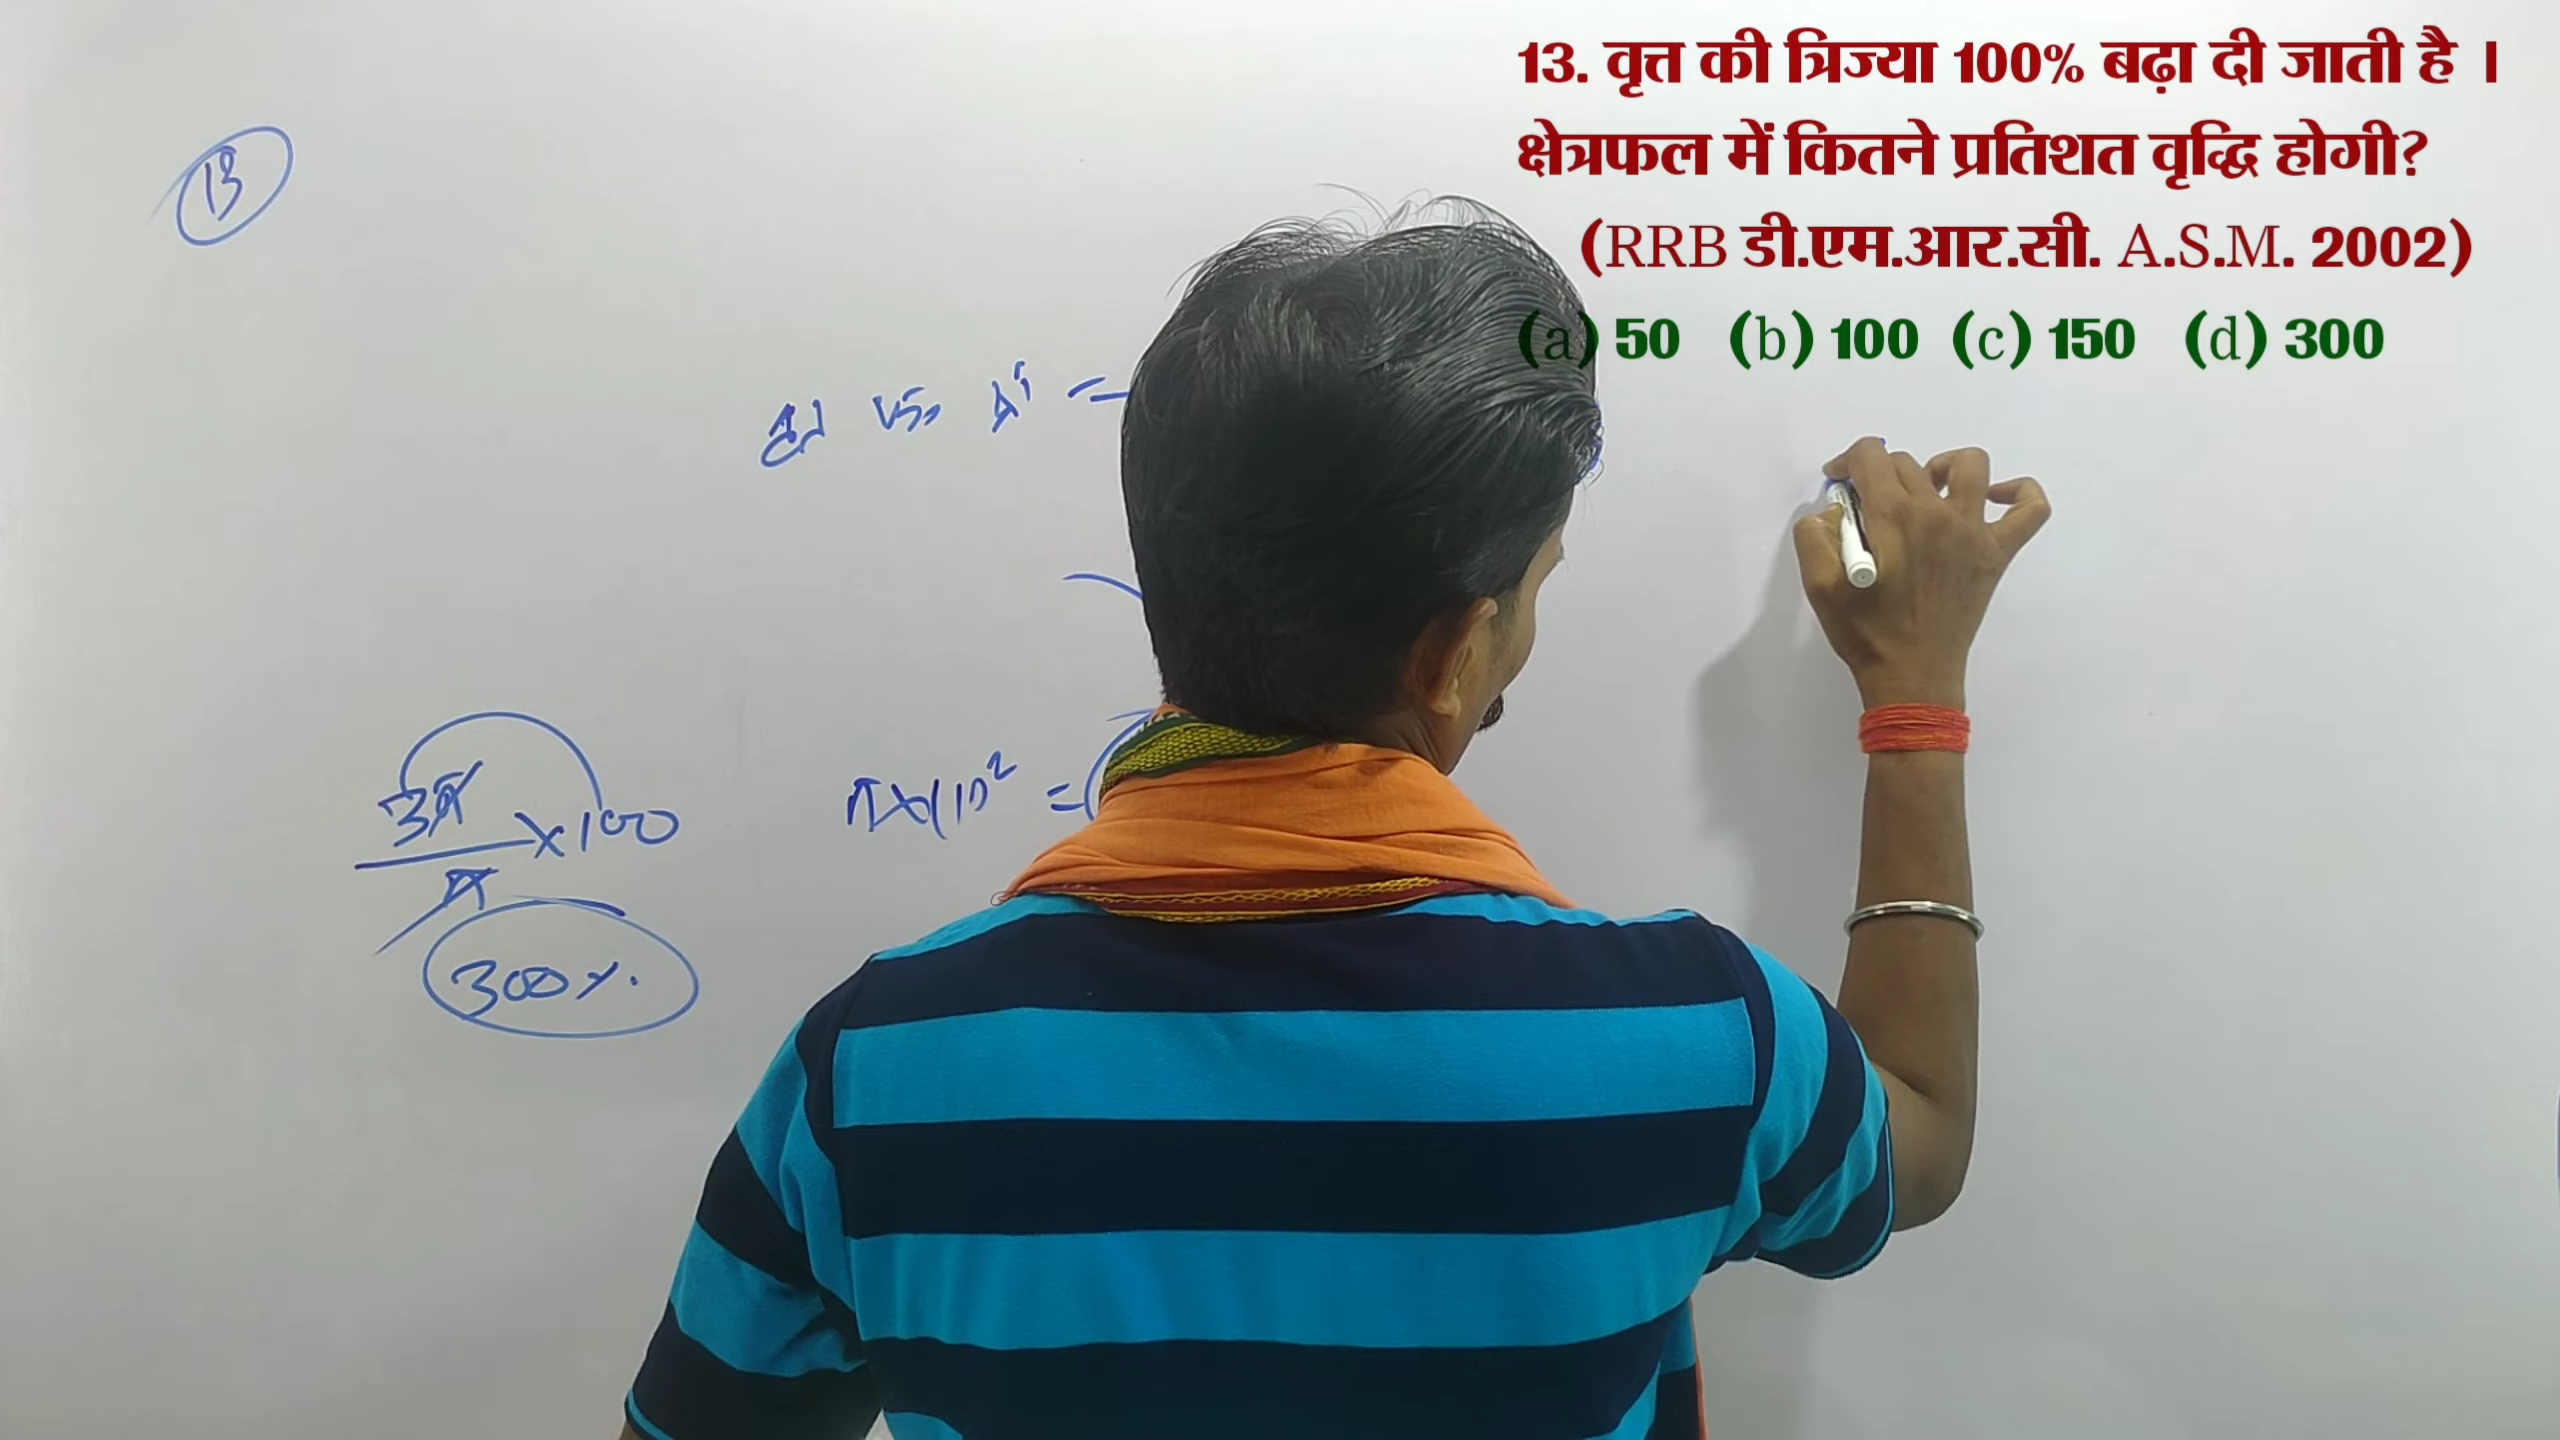 13. वृत्त की त्रिज्या 100% बढ़ा दी जाती है ।
क्षेत्रफल में कितने प्रतिशत वृद्धि होगी?
(RRB डी.एम.आर.सी. A.S.M. 2002)
(a) 50 (b) 100 (c) 150 (d) 300
13
=
π×(1)² =
3π/π ×100
300%.